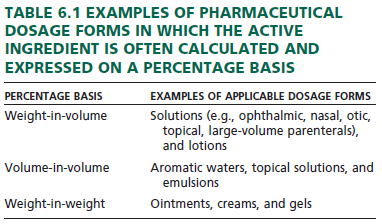 TABLE 6.1 EXAMPLES OF PHARMACEUTICAL
DOSAGE FORMS IN WHICH THE ACTIVE
INGREDIENT IS OFTEN CALCULATED AND
EXPRESSED ON A PERCENTAGE BASIS
PERCENTAGE BASIS EXAMPLES OF APPLICABLE DOSAGE FORMS
Weight-in-volume Solutions (e.g., ophthalmic, nasal, otic,
topical, large-volume parenterals),
and lotions
Volume-in-volume Aromatic waters, topical solutions, and
emulsions
Weight-in-weight Ointments, creams, and gels